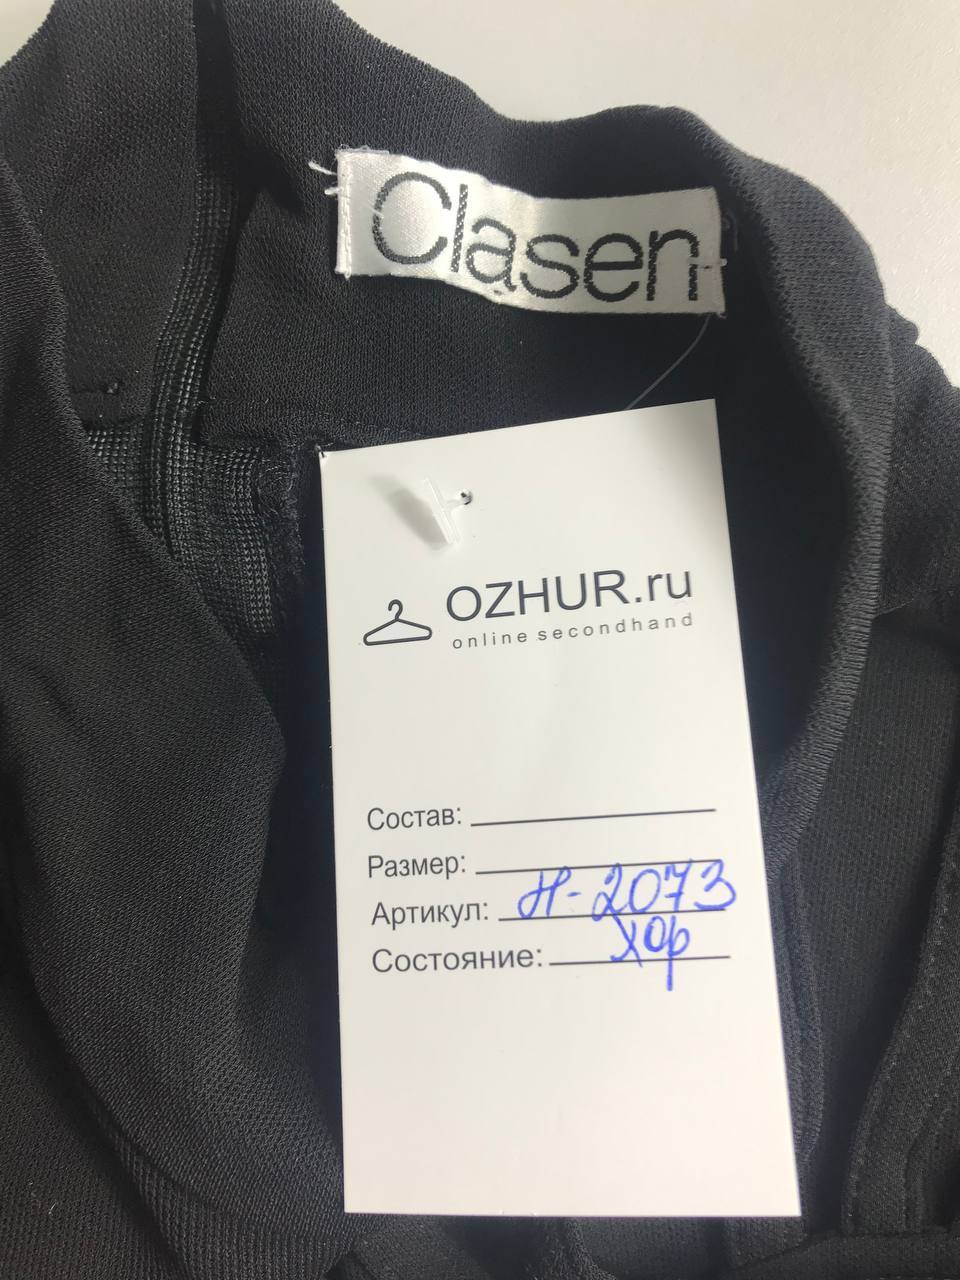 Clasen
OZHUR.ru
online secondhand
Состав:
Размер:
Артикул: Н-2073
Состояние: хор